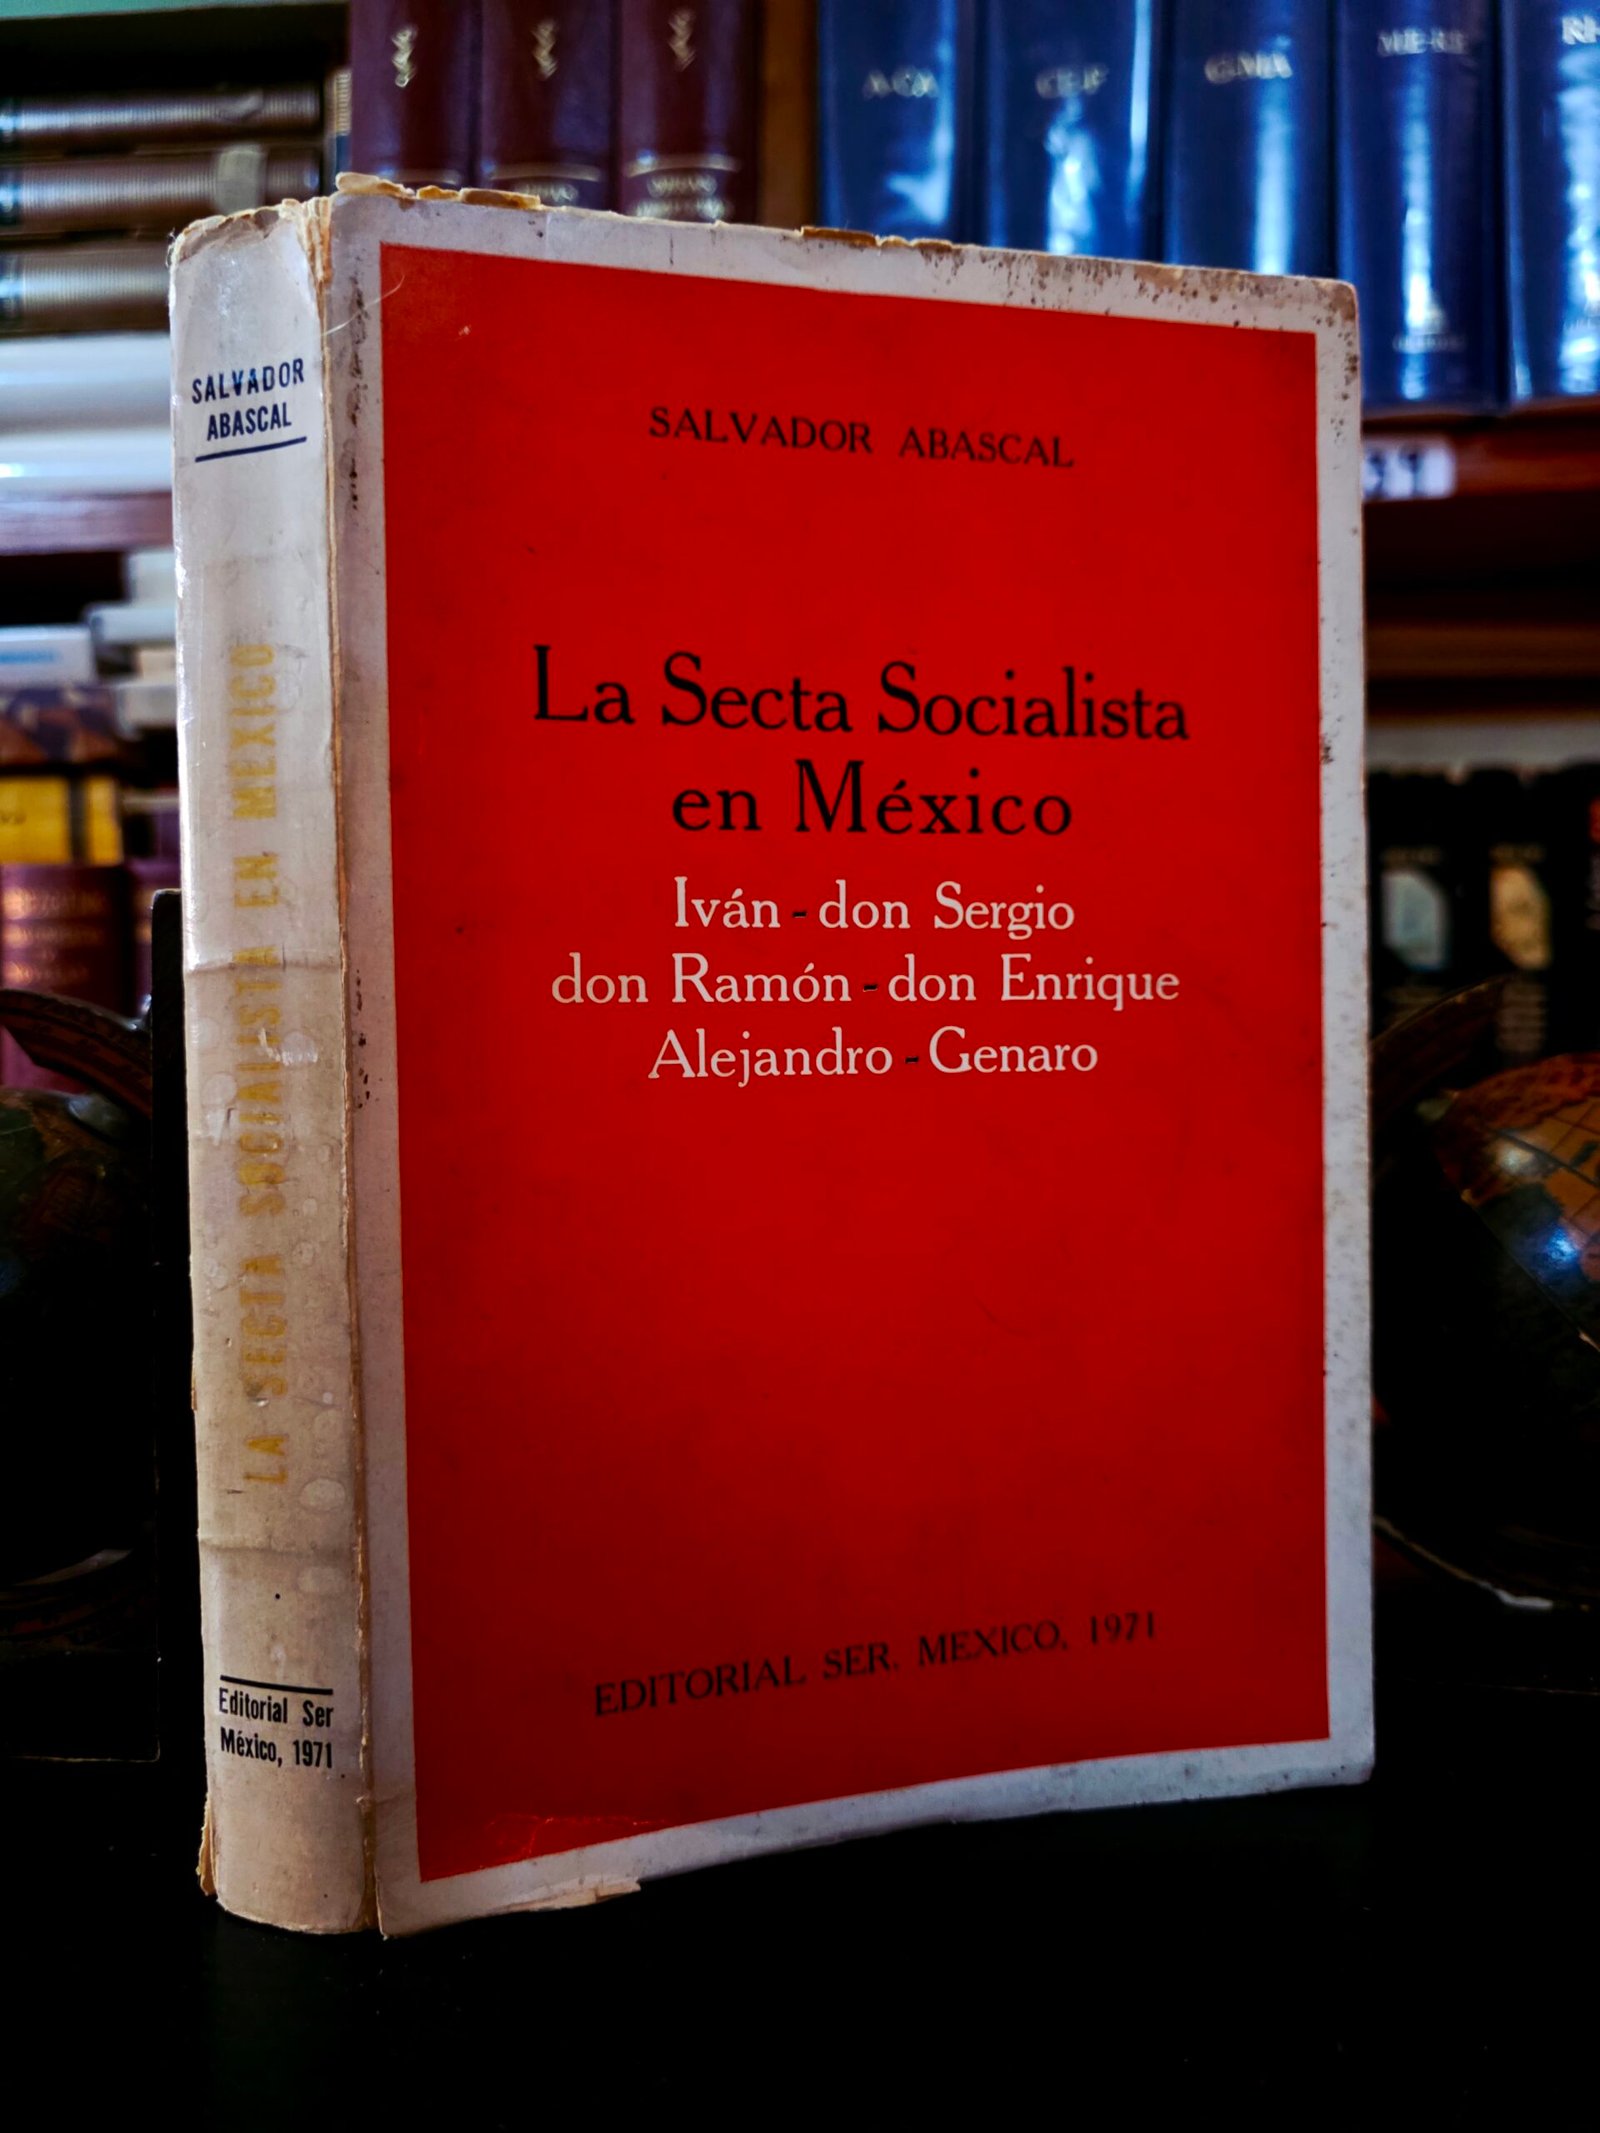 SALVADOR
ABASCAL
LA SECTA SOCIALISTA EN MEXICO
Editorial Ser
México, 1971
SALVADOR ABASCAL
La Secta Socialista
en México
Iván - don Sergio
don Ramón - don Enrique
Alejandro - Genaro
EDITORIAL SER. MEXICO, 1971